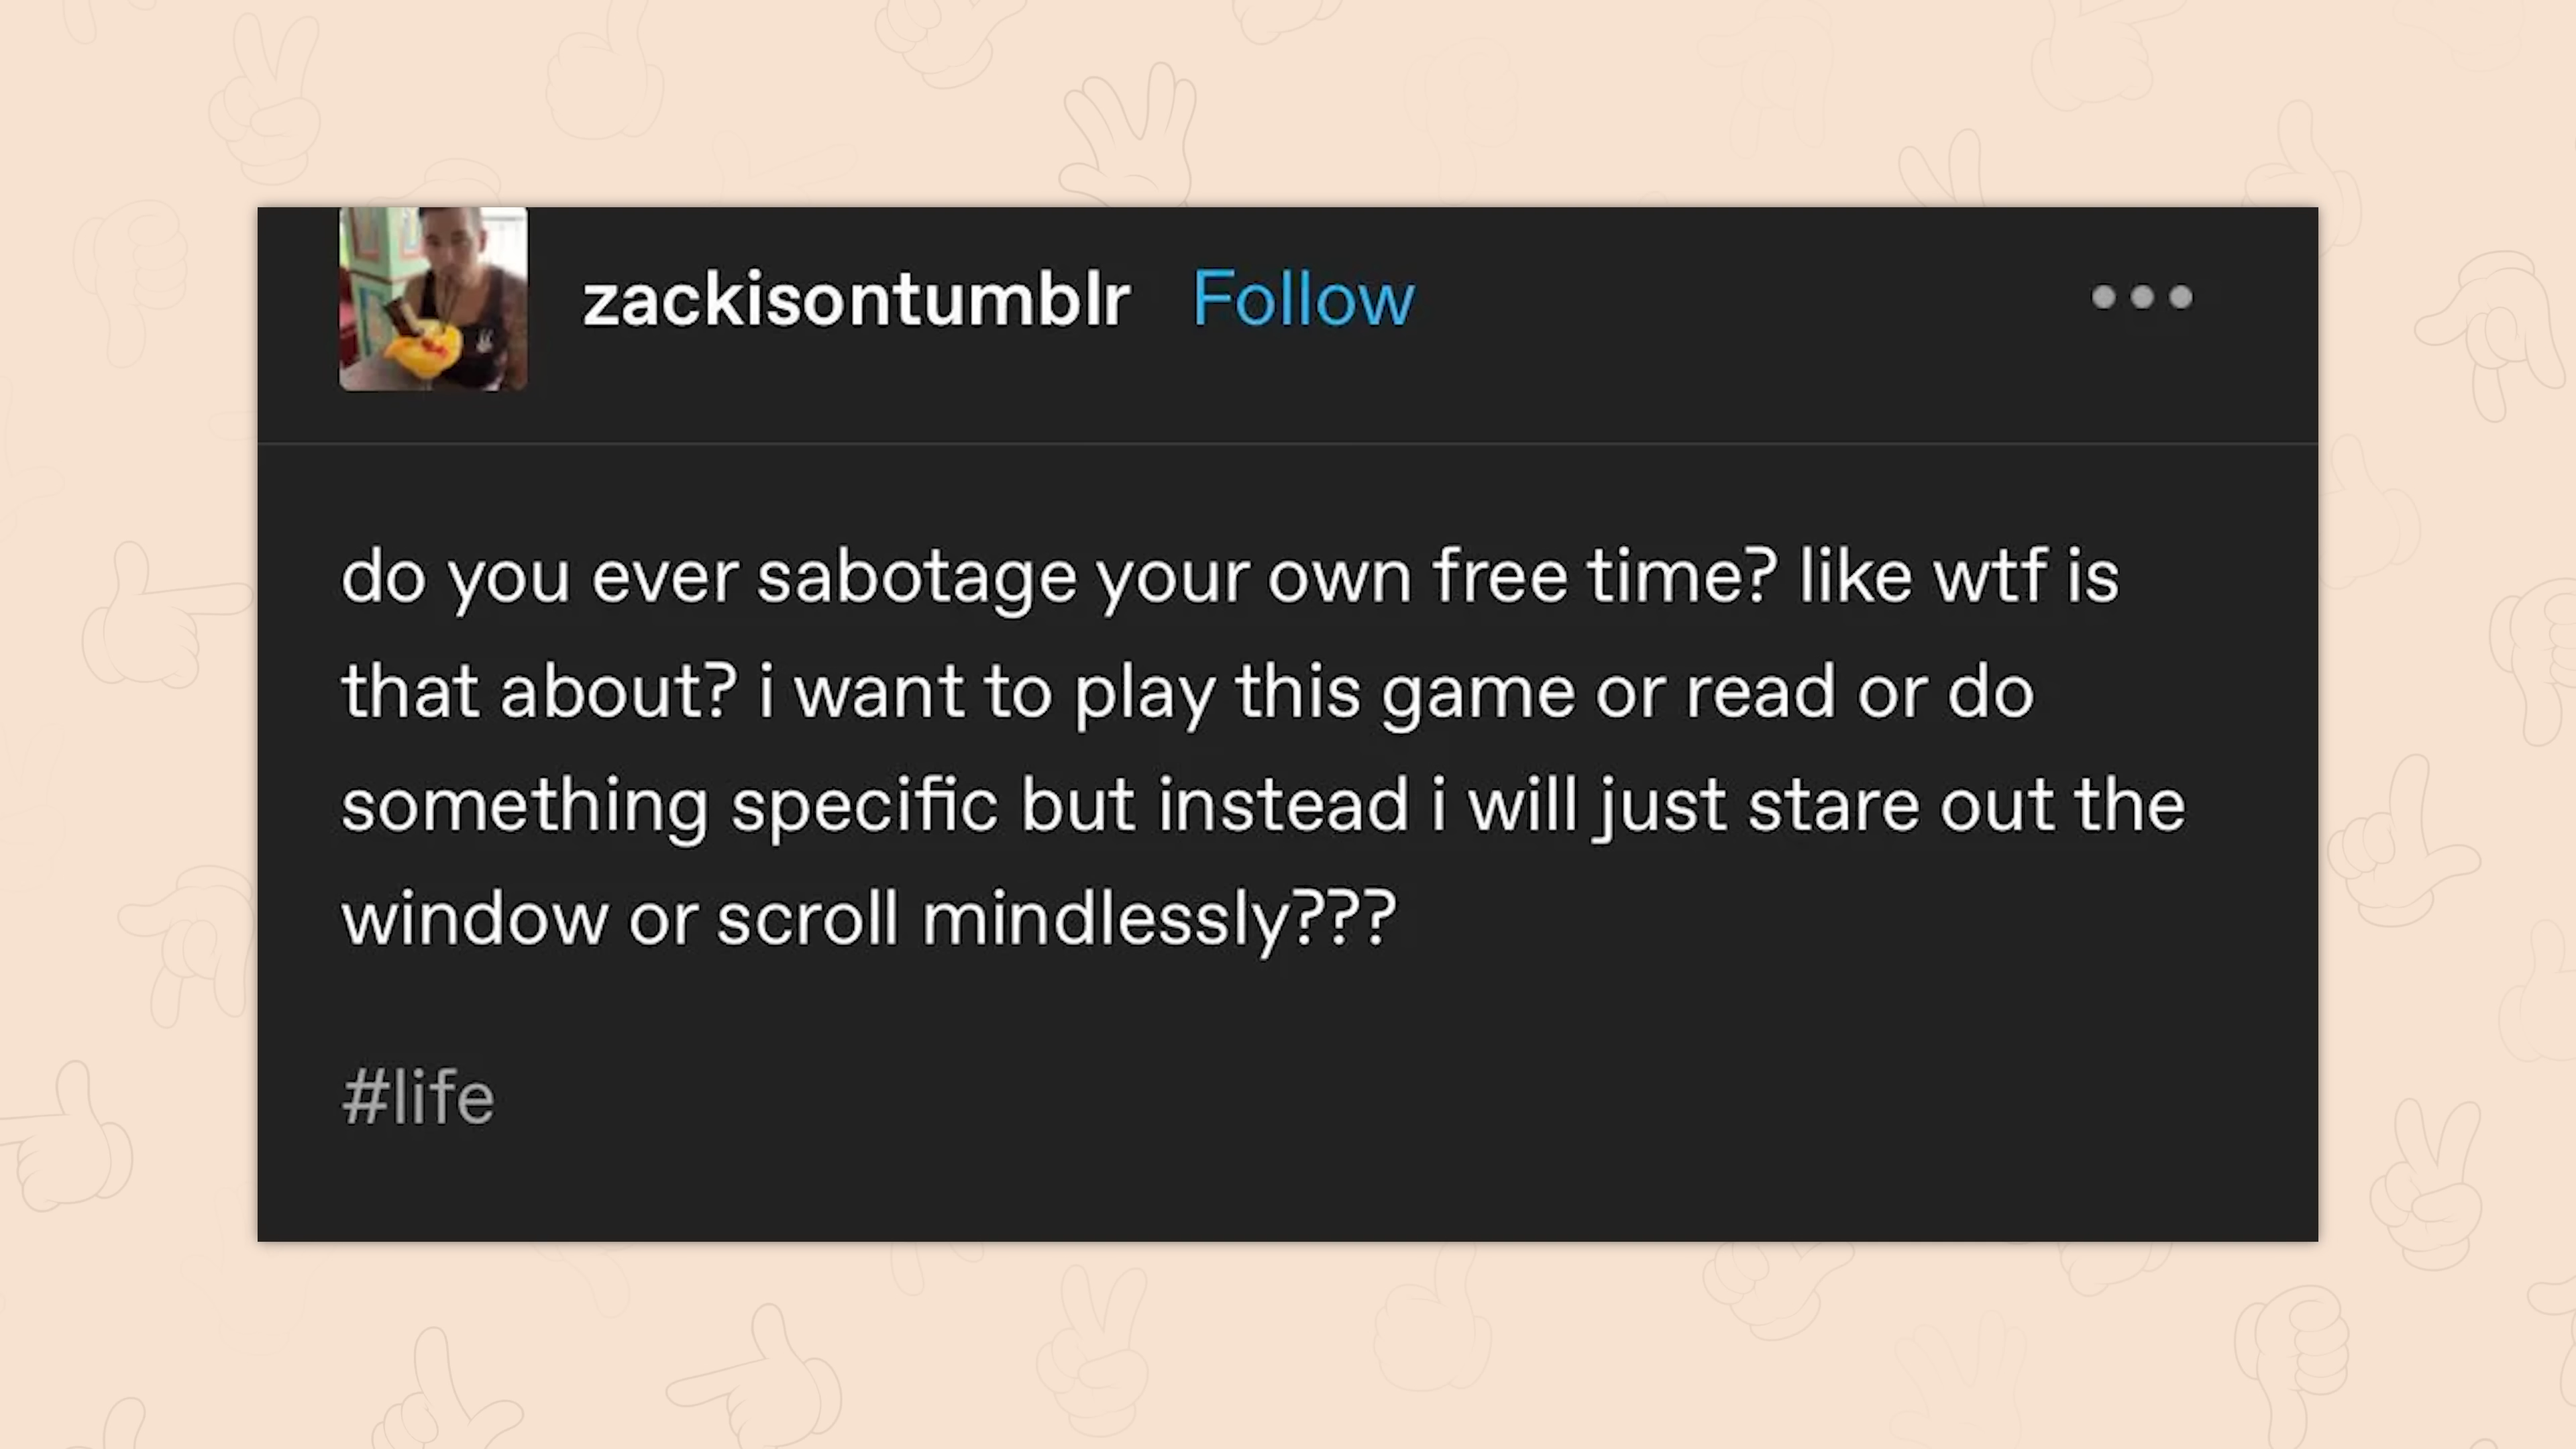 zackisontumblr Follow
do you ever sabotage your own free time? like wtf is
that about? i want to play this game or read or do
something specific but instead i will just stare out the
window or scroll mindlessly???
#life